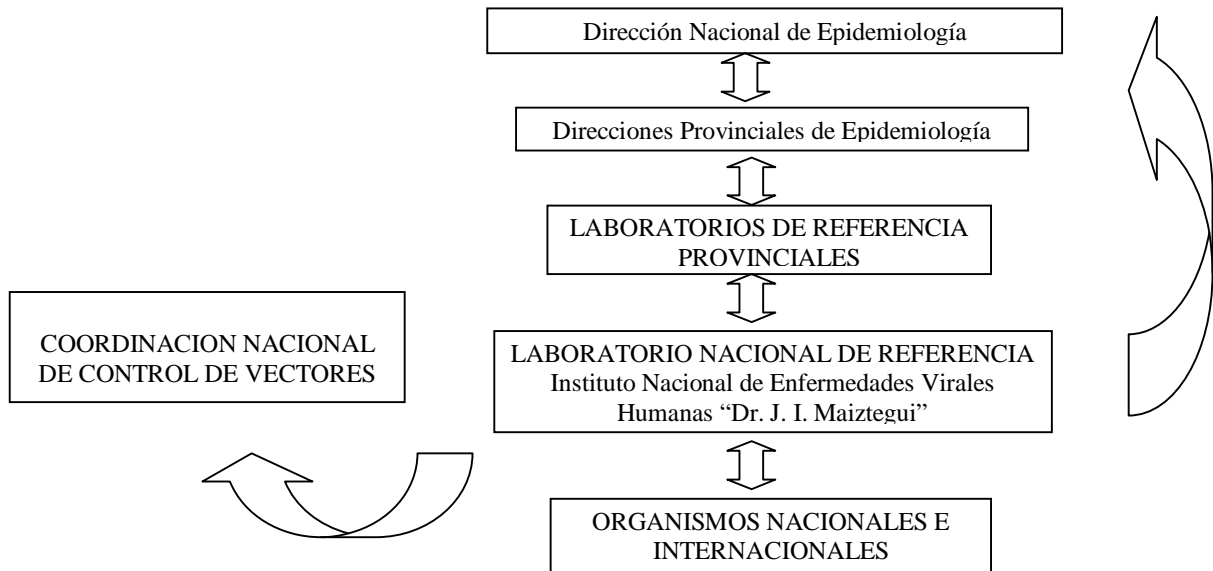 Dirección Nacional de Epidemiología
Direcciones Provinciales de Epidemiología
LABORATORIOS DE REFERENCIA
PROVINCIALES
COORDINACION NACIONAL
DE CONTROL DE VECTORES
LABORATORIO NACIONAL DE REFERENCIA
Instituto Nacional de Enfermedades Virales
Humanas “Dr. J. I. Maiztegui”
ORGANISMOS NACIONALES E
INTERNACIONALES